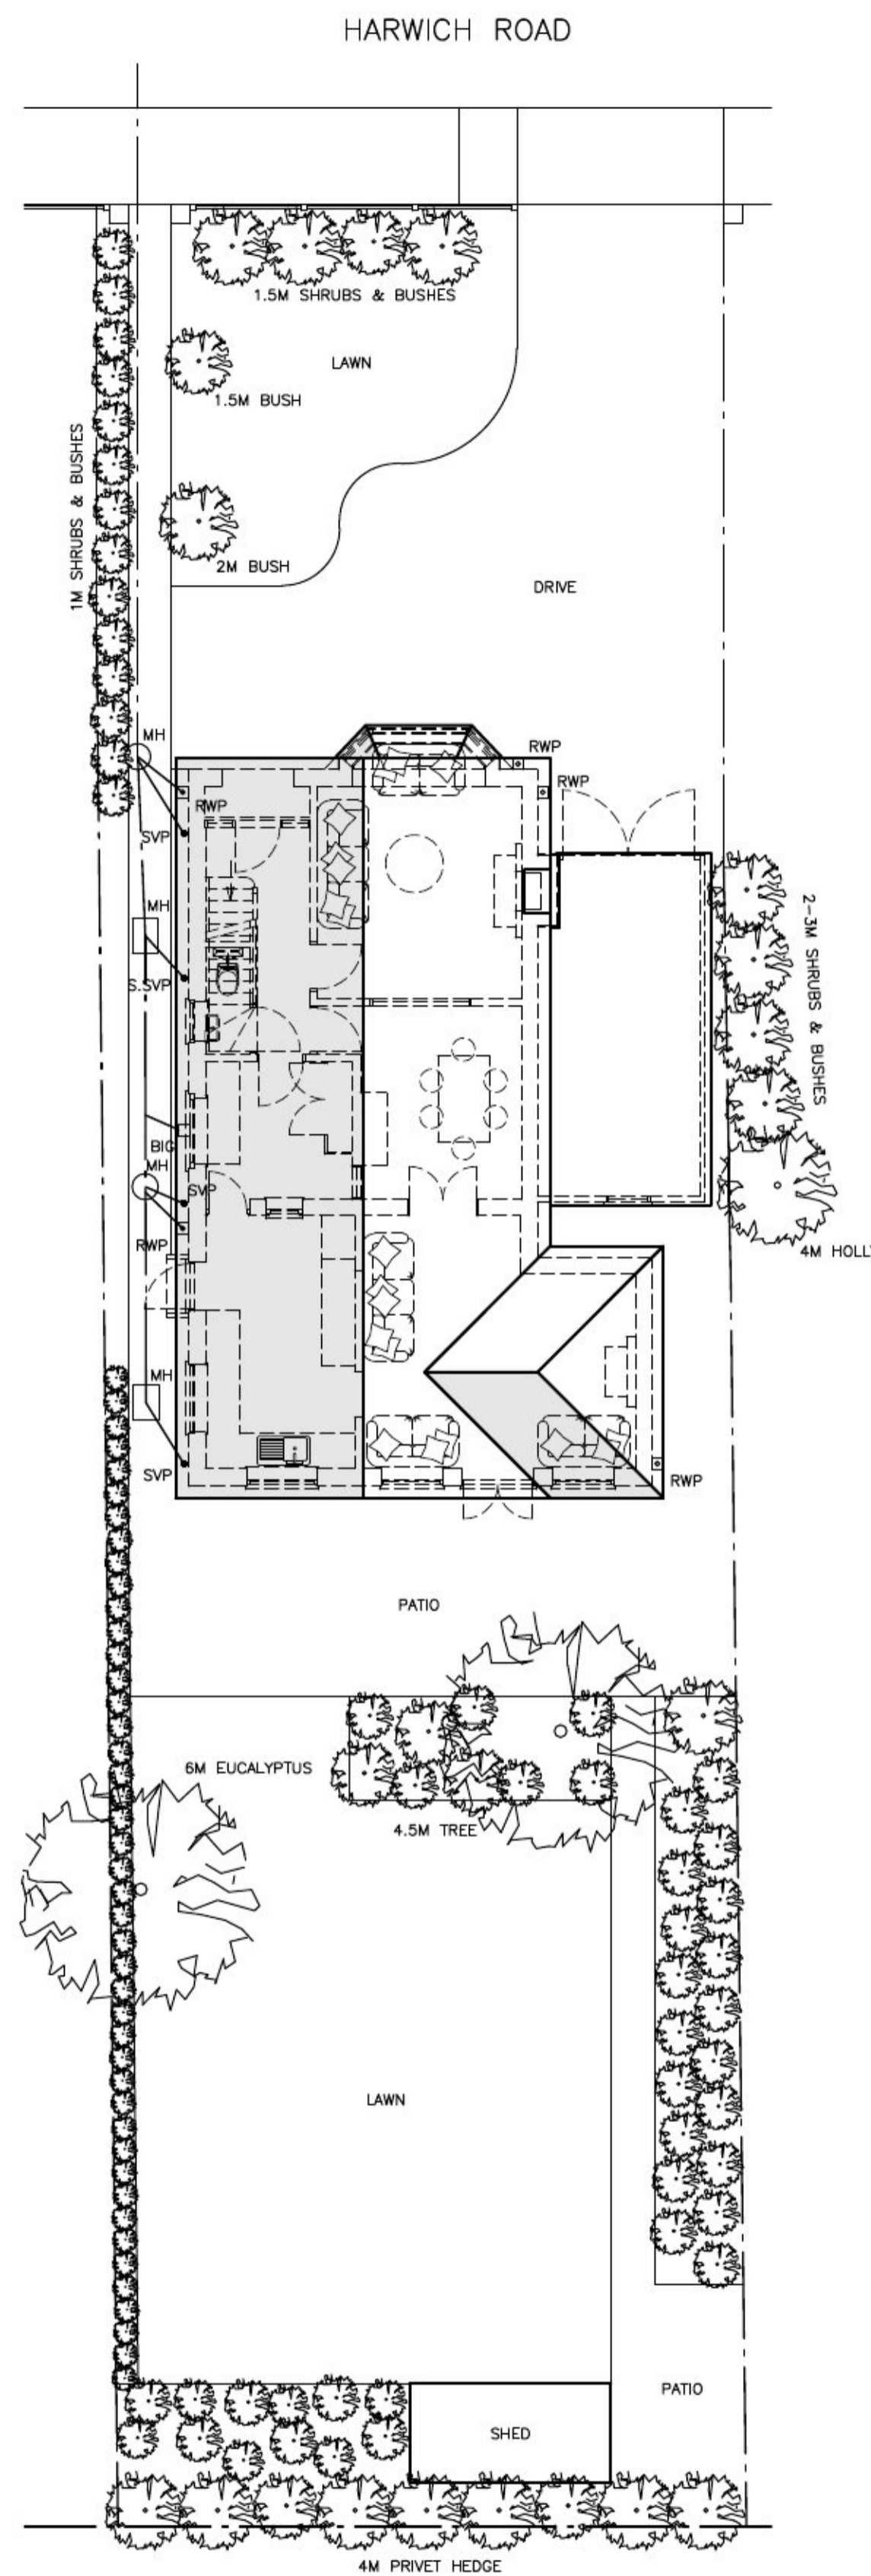 HARWICH ROAD
1.5M SHRUBS & BUSHES
LAWN
1.5M BUSH
1M SHRUBS & BUSHES
2M BUSH
DRIVE
MH
RWP
RWP
RWP
SVP
MH
2-3M SHRUBS & BUSHES
S.SVP
BIG
MH
SVP
RWP
4M HOLL
MH
SVP
RWP
PATIO
6M EUCALYPTUS
4.5M TREE
LAWN
PATIO
SHED
4M PRIVET HEDGE